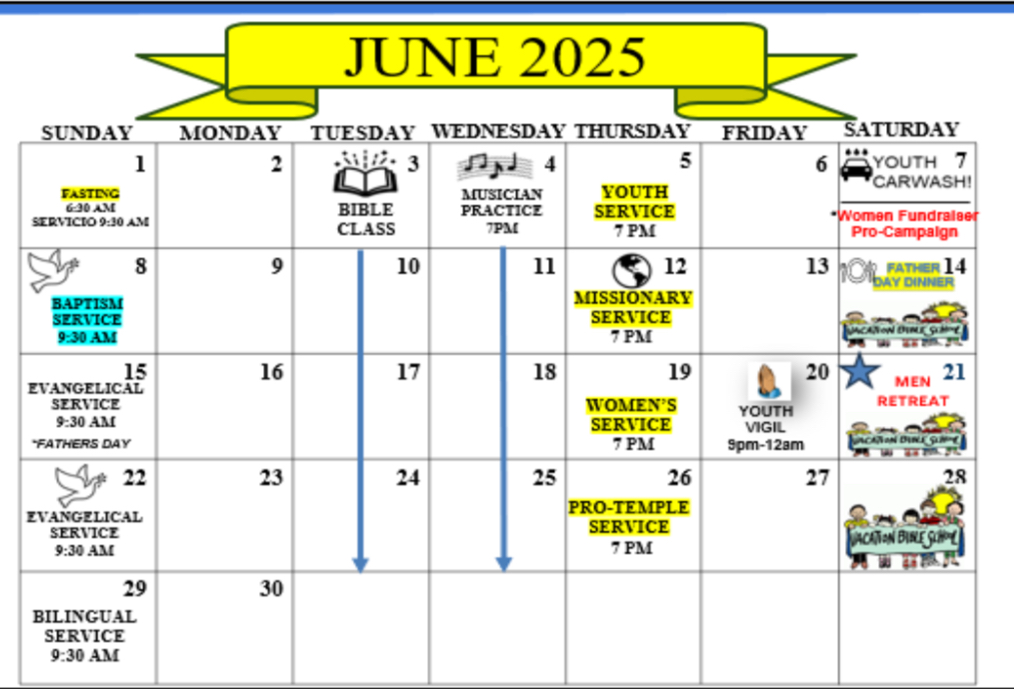 JUNE 2025
SUNDAY MONDAY TUESDAY WEDNESDAY THURSDAY FRIDAY SATURDAY
1
FASTING
6:30 AM
SERVICIO 9:30 AM
2
3
BIBLE
CLASS
4
MUSICIAN
PRACTICE
7PM
5
YOUTH
SERVICE
7 PM
6
YOUTH 7
CARWASH!
*Women Fundraiser
Pro-Campaign
8
BAPTISM
SERVICE
9:30 AM
9
10
11
12
MISSIONARY
SERVICE
7 PM
13
FATHER 14
DAY DINNER
VACATION BIBLE SCHOOL
15
EVANGELICAL
SERVICE
9:30 AM
*FATHERS DAY
16
17
18
19
WOMEN'S
SERVICE
7 PM
20
YOUTH
VIGIL
9pm-12am
21
MEN
RETREAT
VACATION BIBLE SCHOOL
22
EVANGELICAL
SERVICE
9:30 AM
23
24
25
26
PRO-TEMPLE
SERVICE
7 PM
27
28
VACATION BIBLE SCHOOL
29
BILINGUAL
SERVICE
9:30 AM
30